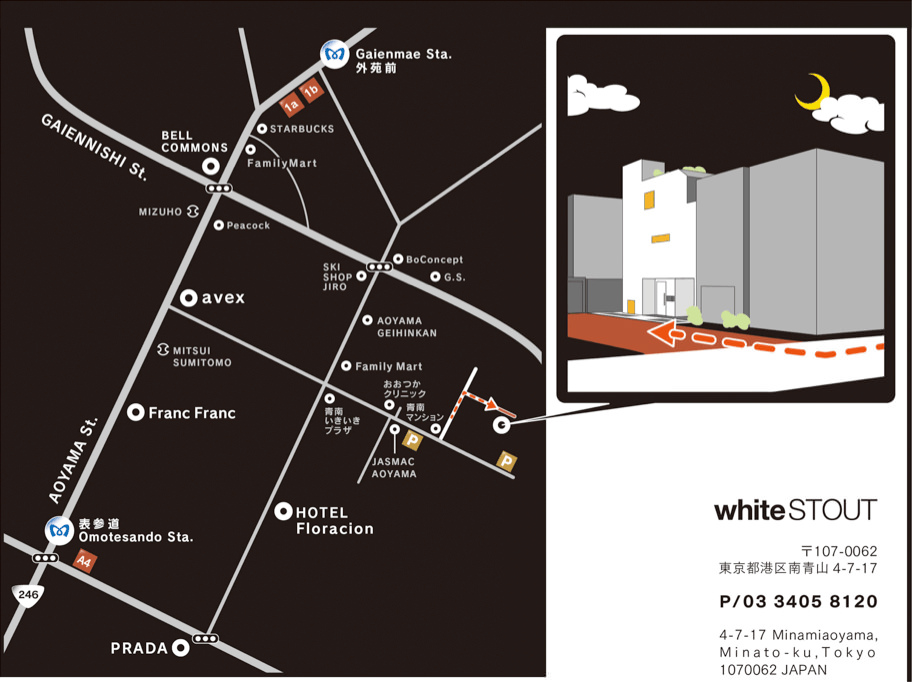 Gaienmae Sta.
外苑前
1a
1b
STARBUCKS
BELL
COMMONS
FamilyMart
GAIENNISHI St.
MIZUHO
Peacock
BoConcept
SKI
SHOP
JIRO
G.S.
avex
AOYAMA
GEIHINKAN
MITSUI
SUMITOMO
Family Mart
おおつか
クリニック
Franc Franc
青南
いきいき
プラザ
青南
マンション
P
P
JASMAC
AOYAMA
AOYAMA St.
HOTEL
Floracion
表参道
Omotesando Sta.
A4
246
PRADA
whiteSTOUT
〒107-0062
東京都港区南青山 4-7-17
P/03 3405 8120
4-7-17 Minamiaoyama,
Minato-ku,Tokyo
1070062 JAPAN